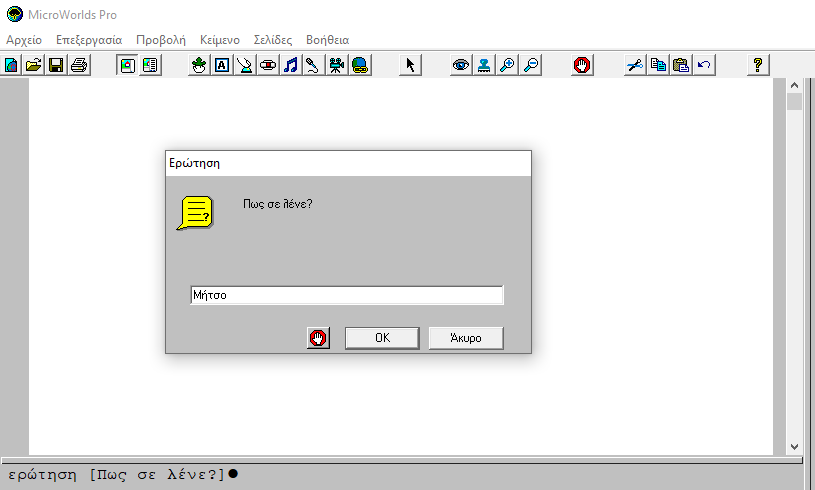 MicroWorlds Pro
Αρχείο Επεξεργασία Προβολή Κείμενο Σελίδες Βοήθεια
A ?
Ερώτηση
?
Πως σε λένε?
Μήτσο
OK Άκυρο
ερώτηση [Πως σε λένε?]